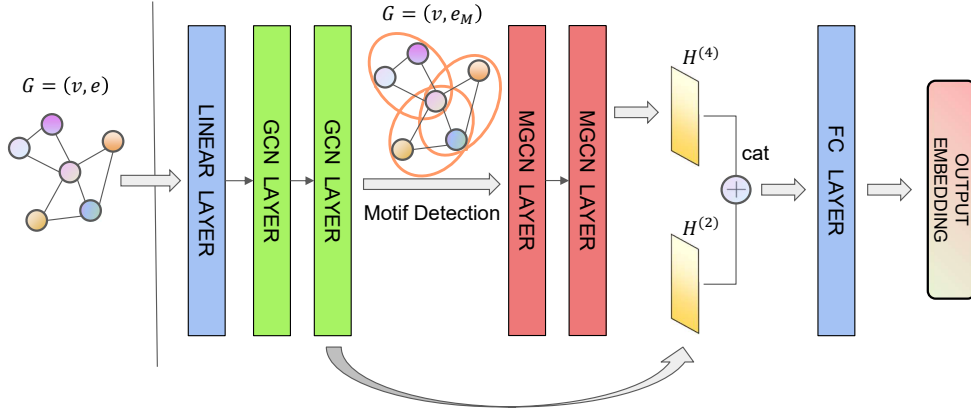 G = (v, e)
LINEAR LAYER
GCN LAYER
GCN LAYER
G = (v, e_M)
Motif Detection
MGCN LAYER
MGCN LAYER
H^{(4)}
cat
H^{(2)}
FC LAYER
OUTPUT
EMBEDDING